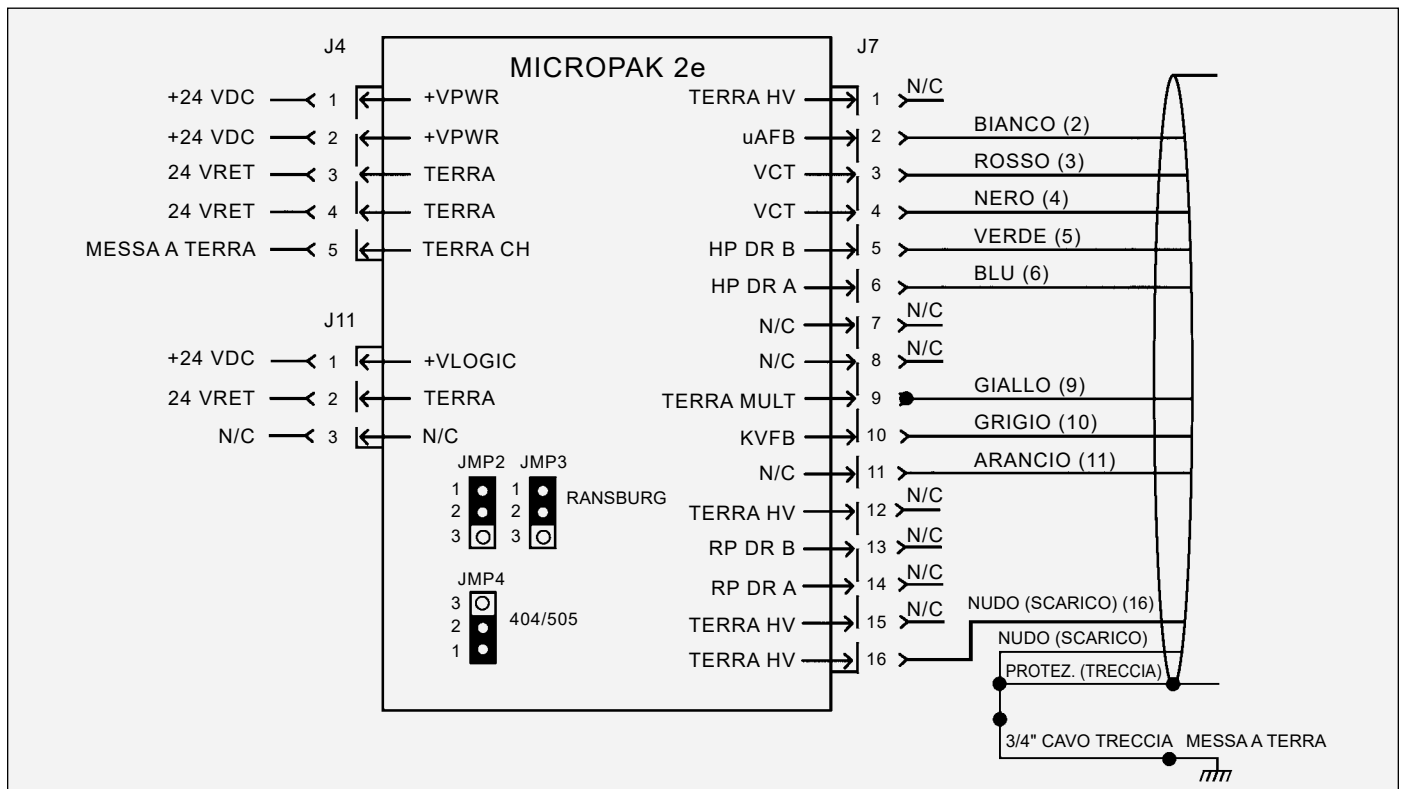 J4
J7
MICROPAK 2e
+24 VDC 1 +VPWR
+24 VDC 2 +VPWR
24 VRET 3 TERRA
24 VRET 4 TERRA
MESSA A TERRA 5 TERRA CH
J11
+24 VDC 1 +VLOGIC
24 VRET 2 TERRA
N/C 3 N/C
JMP2 JMP3
1 1
2 2
3 3
RANSBURG
JMP4
3
2
1
404/505
TERRA HV 1 N/C
uAFB 2 BIANCO (2)
VCT 3 ROSSO (3)
VCT 4 NERO (4)
HP DR B 5 VERDE (5)
HP DR A 6 BLU (6)
N/C 7 N/C
N/C 8 N/C
TERRA MULT 9 GIALLO (9)
KVFB 10 GRIGIO (10)
N/C 11 ARANCIO (11)
TERRA HV 12 N/C
RP DR B 13 N/C
RP DR A 14 N/C
TERRA HV 15 N/C
TERRA HV 16 NUDO (SCARICO) (16)
NUDO (SCARICO)
PROTEZ. (TRECCIA)
3/4" CAVO TRECCIA MESSA A TERRA